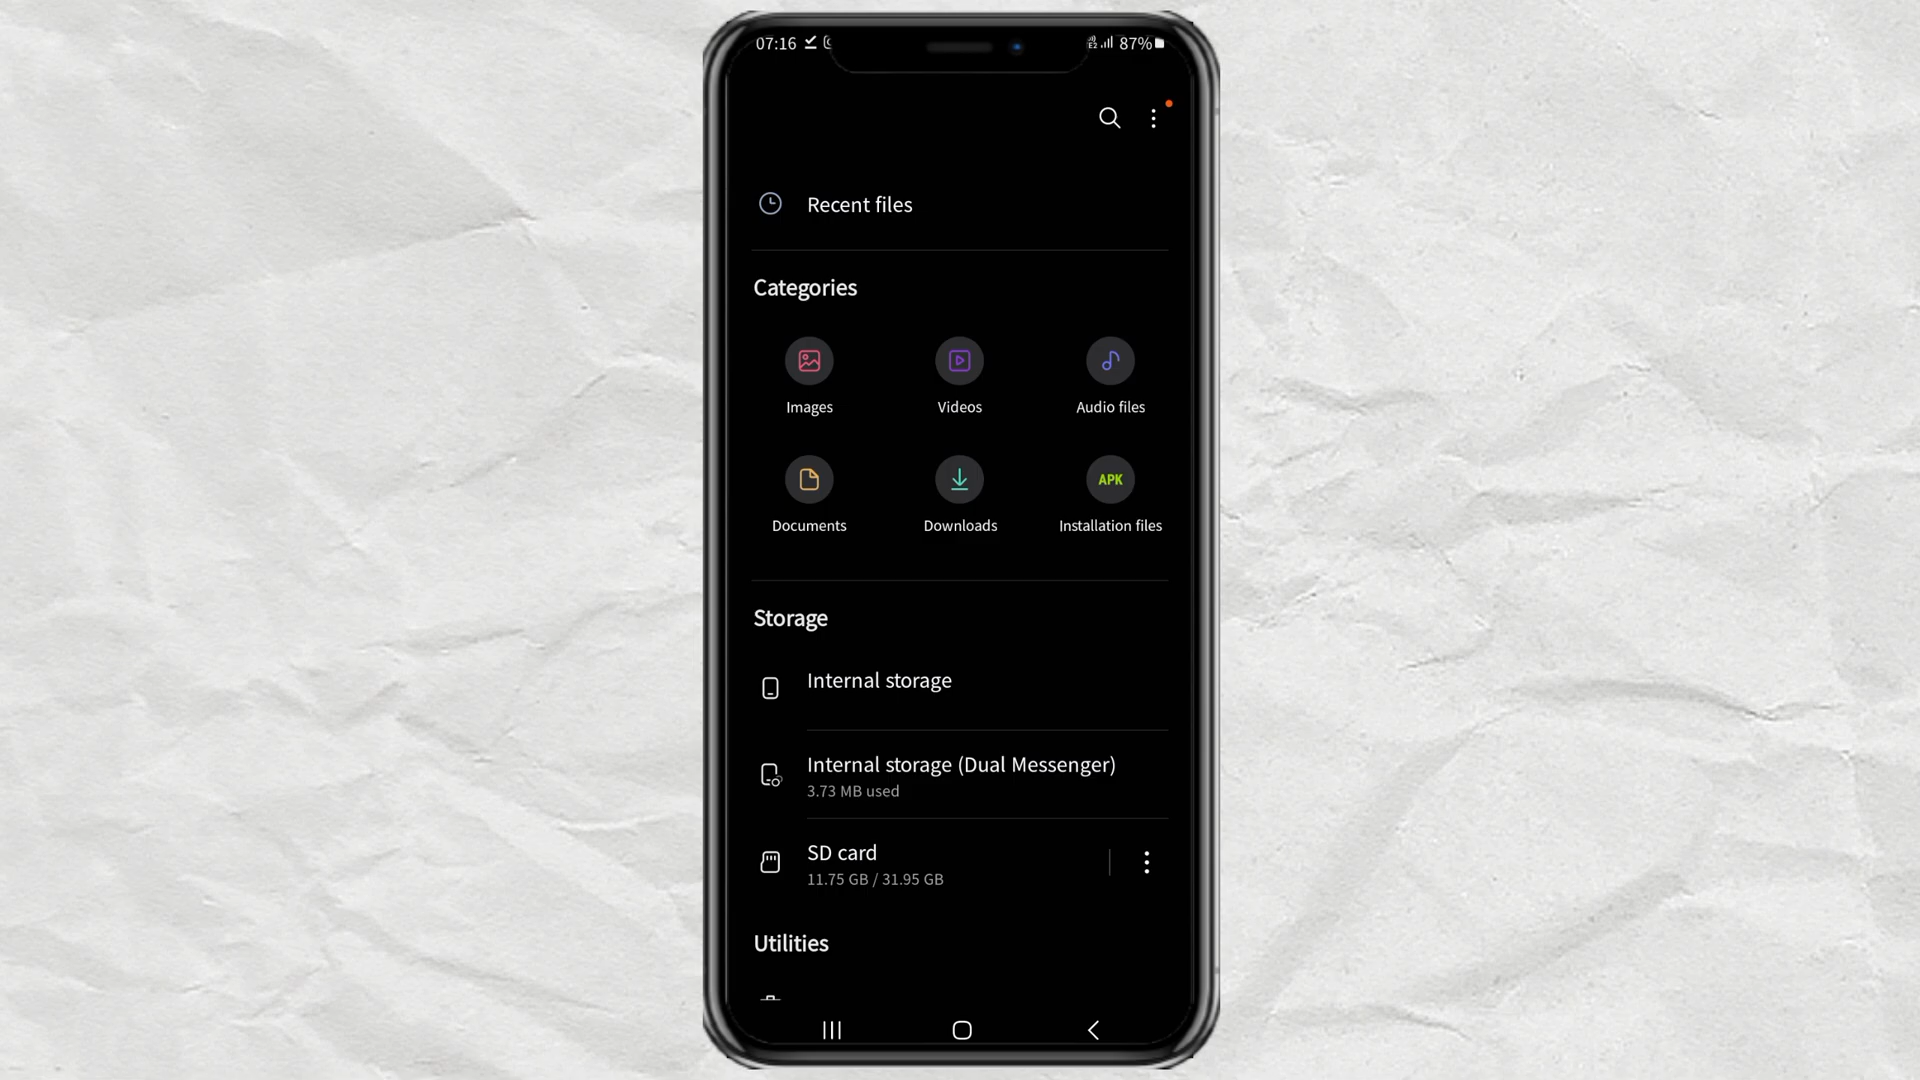 07:16
87%
Recent files
Categories
Images
Videos
Audio files
Documents
Downloads
APK
Installation files
Storage
Internal storage
Internal storage (Dual Messenger)
3.73 MB used
SD card
11.75 GB / 31.95 GB
Utilities